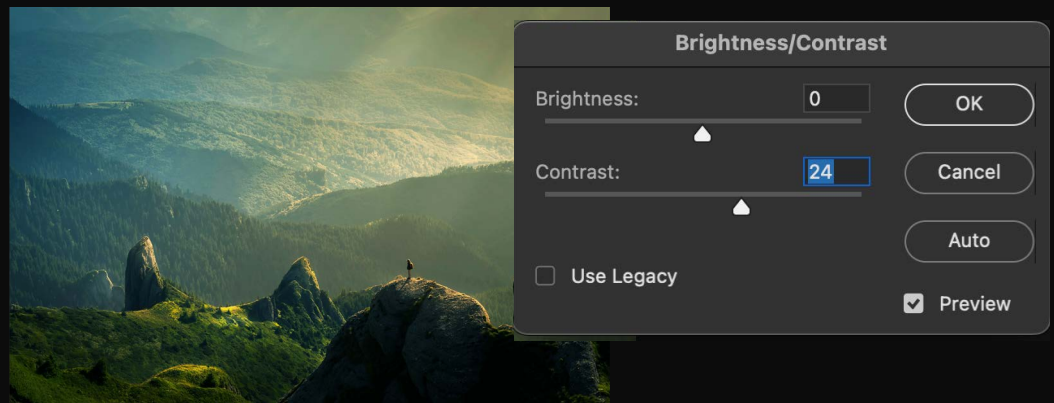 Brightness/Contrast
Brightness:
0
OK
Contrast:
24
Cancel
Auto
Use Legacy
Preview